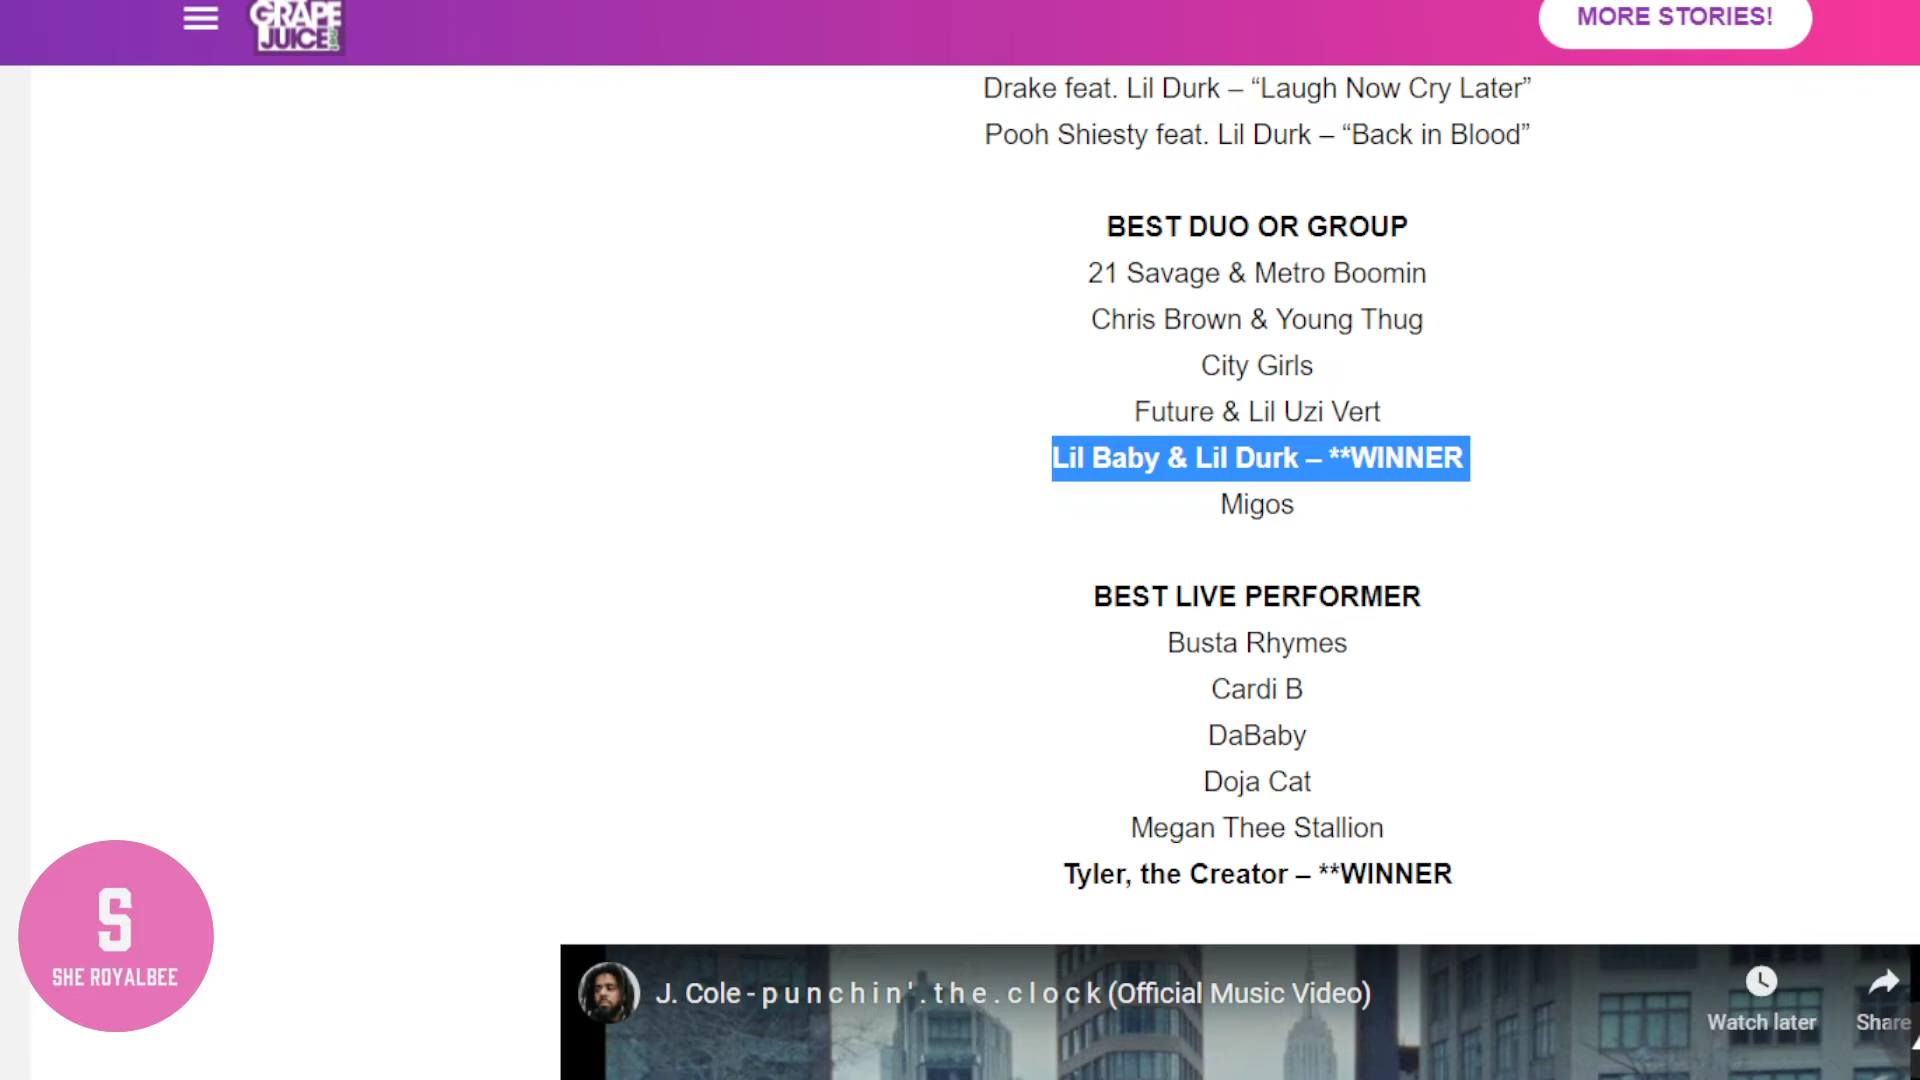 GRAPE
JUICE
MORE STORIES!
Drake feat. Lil Durk – “Laugh Now Cry Later”
Pooh Shiesty feat. Lil Durk – “Back in Blood”
BEST DUO OR GROUP
21 Savage & Metro Boomin
Chris Brown & Young Thug
City Girls
Future & Lil Uzi Vert
Lil Baby & Lil Durk – **WINNER
Migos
BEST LIVE PERFORMER
Busta Rhymes
Cardi B
DaBaby
Doja Cat
Megan Thee Stallion
Tyler, the Creator – **WINNER
S
SHE ROYALBEE
J. Cole - p u n c h i n ' . t h e . c l o c k (Official Music Video)
Watch later
Share